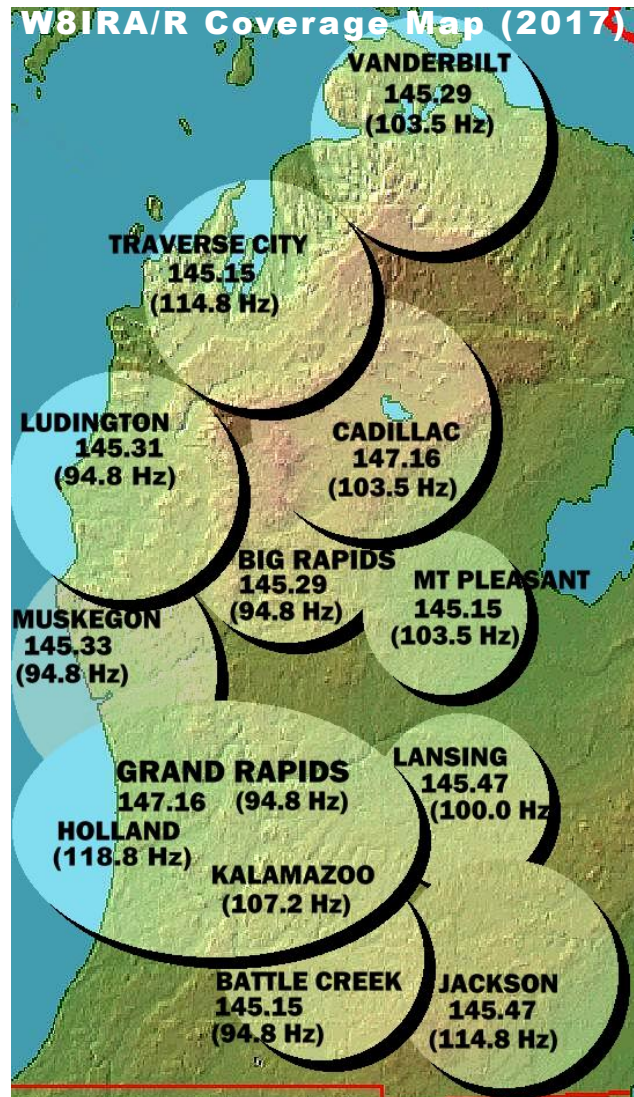 W8IRA/R Coverage Map (2017)
VANDERBILT
145.29
(103.5 Hz)
TRAVERSE CITY
145.15
(114.8 Hz)
LUDINGTON
145.31
(94.8 Hz)
CADILLAC
147.16
(103.5 Hz)
BIG RAPIDS
145.29
(94.8 Hz)
MT PLEASANT
145.15
(103.5 Hz)
MUSKEGON
145.33
(94.8 Hz)
LANSING
145.47
(100.0 Hz
GRAND RAPIDS
147.16 (94.8 Hz)
HOLLAND
(118.8 Hz)
KALAMAZOO
(107.2 Hz)
BATTLE CREEK
145.15
(94.8 Hz)
JACKSON
145.47
(114.8 Hz)